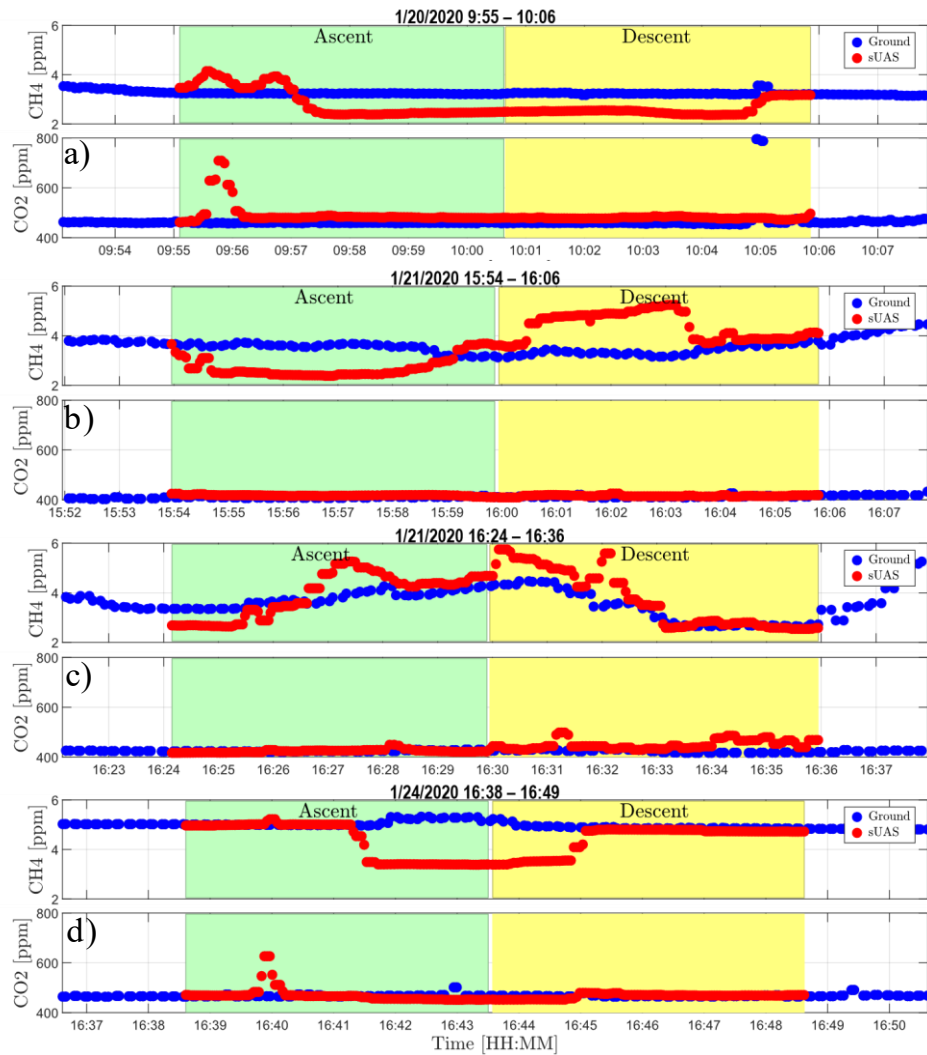 1/20/2020 9:55 – 10:06
Ascent Descent
Ground
sUAS
CH4 [ppm]
6
4
2
a)
CO2 [ppm]
800
600
400
09:54 09:55 09:56 09:57 09:58 09:59 10:00 10:01 10:02 10:03 10:04 10:05 10:06 10:07
1/21/2020 15:54 – 16:06
Ascent Descent
Ground
sUAS
CH4 [ppm]
6
4
2
b)
CO2 [ppm]
800
600
400
15:52 15:53 15:54 15:55 15:56 15:57 15:58 15:59 16:00 16:01 16:02 16:03 16:04 16:05 16:06 16:07
1/21/2020 16:24 – 16:36
Ascent Descent
Ground
sUAS
CH4 [ppm]
6
4
2
c)
CO2 [ppm]
800
600
400
16:23 16:24 16:25 16:26 16:27 16:28 16:29 16:30 16:31 16:32 16:33 16:34 16:35 16:36 16:37
1/24/2020 16:38 – 16:49
Ascent Descent
Ground
sUAS
CH4 [ppm]
6
4
2
d)
CO2 [ppm]
800
600
400
16:37 16:38 16:39 16:40 16:41 16:42 16:43 16:44 16:45 16:46 16:47 16:48 16:49 16:50
Time [HH:MM]